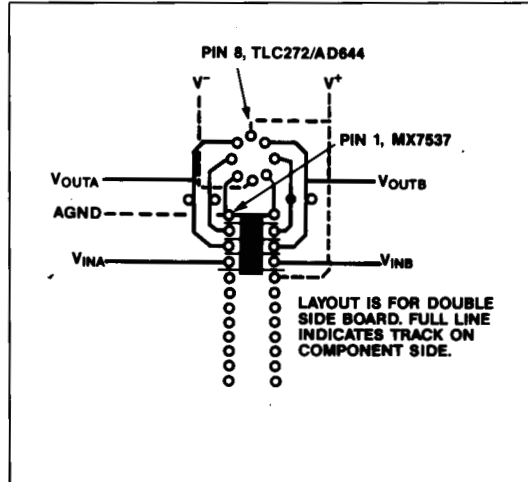 PIN 8, TLC272/AD644
V- V+
PIN 1, MX7537
VOUTA VOUTB
AGND
VINA VINB
LAYOUT IS FOR DOUBLE
SIDE BOARD. FULL LINE
INDICATES TRACK ON
COMPONENT SIDE.